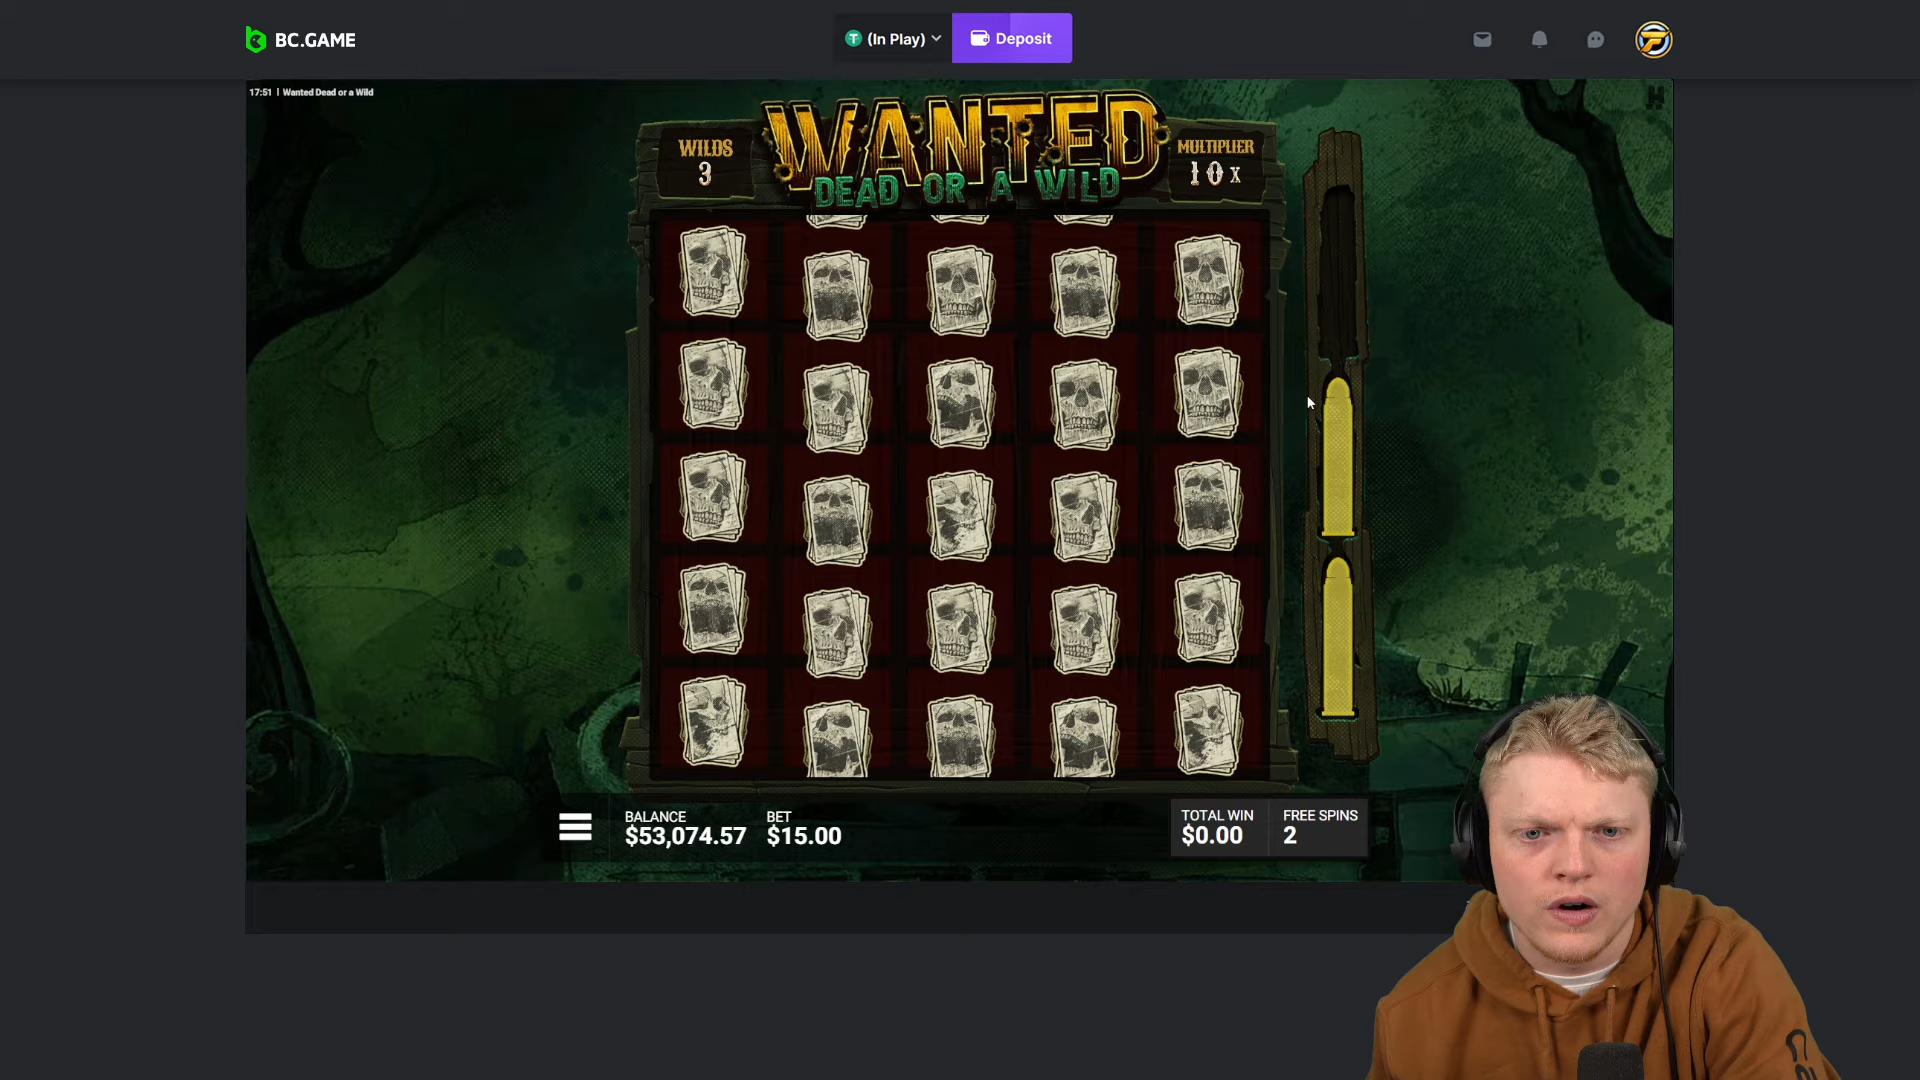 BC.GAME
(In Play)
Deposit
17:51 | Wanted Dead or a Wild
WANTED
DEAD OR A WILD
WILDS
3
MULTIPLIER
10x
BALANCE
$53,074.57
BET
$15.00
TOTAL WIN
$0.00
FREE SPINS
2